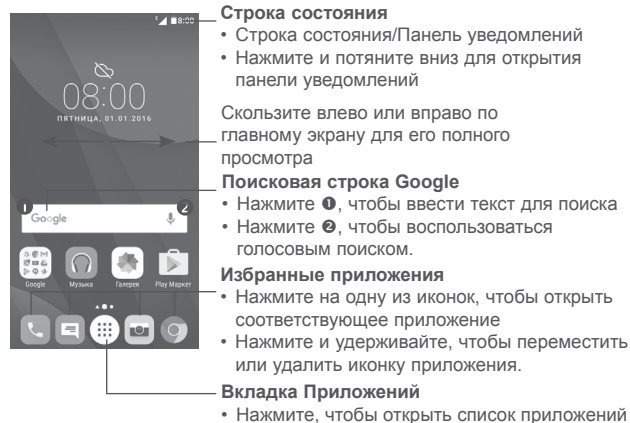 8:00
08:00
ПЯТНИЦА, 01.01.2016
❶ ❷
Google
Google Музыка Галерея Play Маркет
Строка состояния
• Строка состояния/Панель уведомлений
• Нажмите и потяните вниз для открытия
панели уведомлений
Скользите влево или вправо по
главному экрану для его полного
просмотра
Поисковая строка Google
• Нажмите ❶, чтобы ввести текст для поиска
• Нажмите ❷, чтобы воспользоваться
голосовым поиском.
Избранные приложения
• Нажмите на одну из иконок, чтобы открыть
соответствующее приложение
• Нажмите и удерживайте, чтобы переместить
или удалить иконку приложения.
Вкладка Приложений
• Нажмите, чтобы открыть список приложений